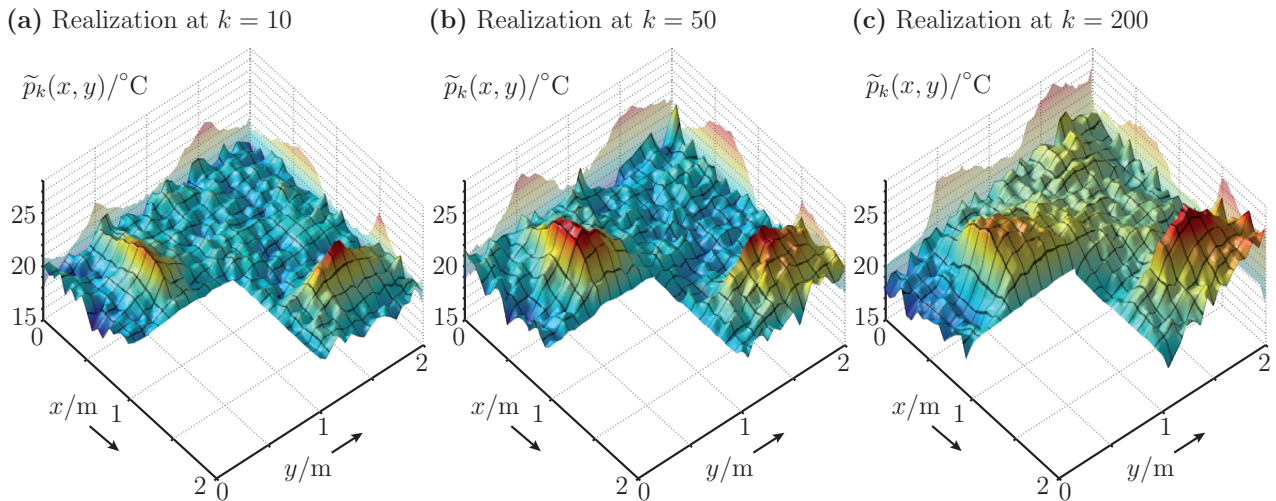 (a) Realization at k = 10
p̃ₖ(x, y)/°C
25
20
15
0
x/m
1
2
0
1
y/m
2
(b) Realization at k = 50
p̃ₖ(x, y)/°C
25
20
15
0
x/m
1
2
0
1
y/m
2
(c) Realization at k = 200
p̃ₖ(x, y)/°C
25
20
15
0
x/m
1
2
0
1
y/m
2